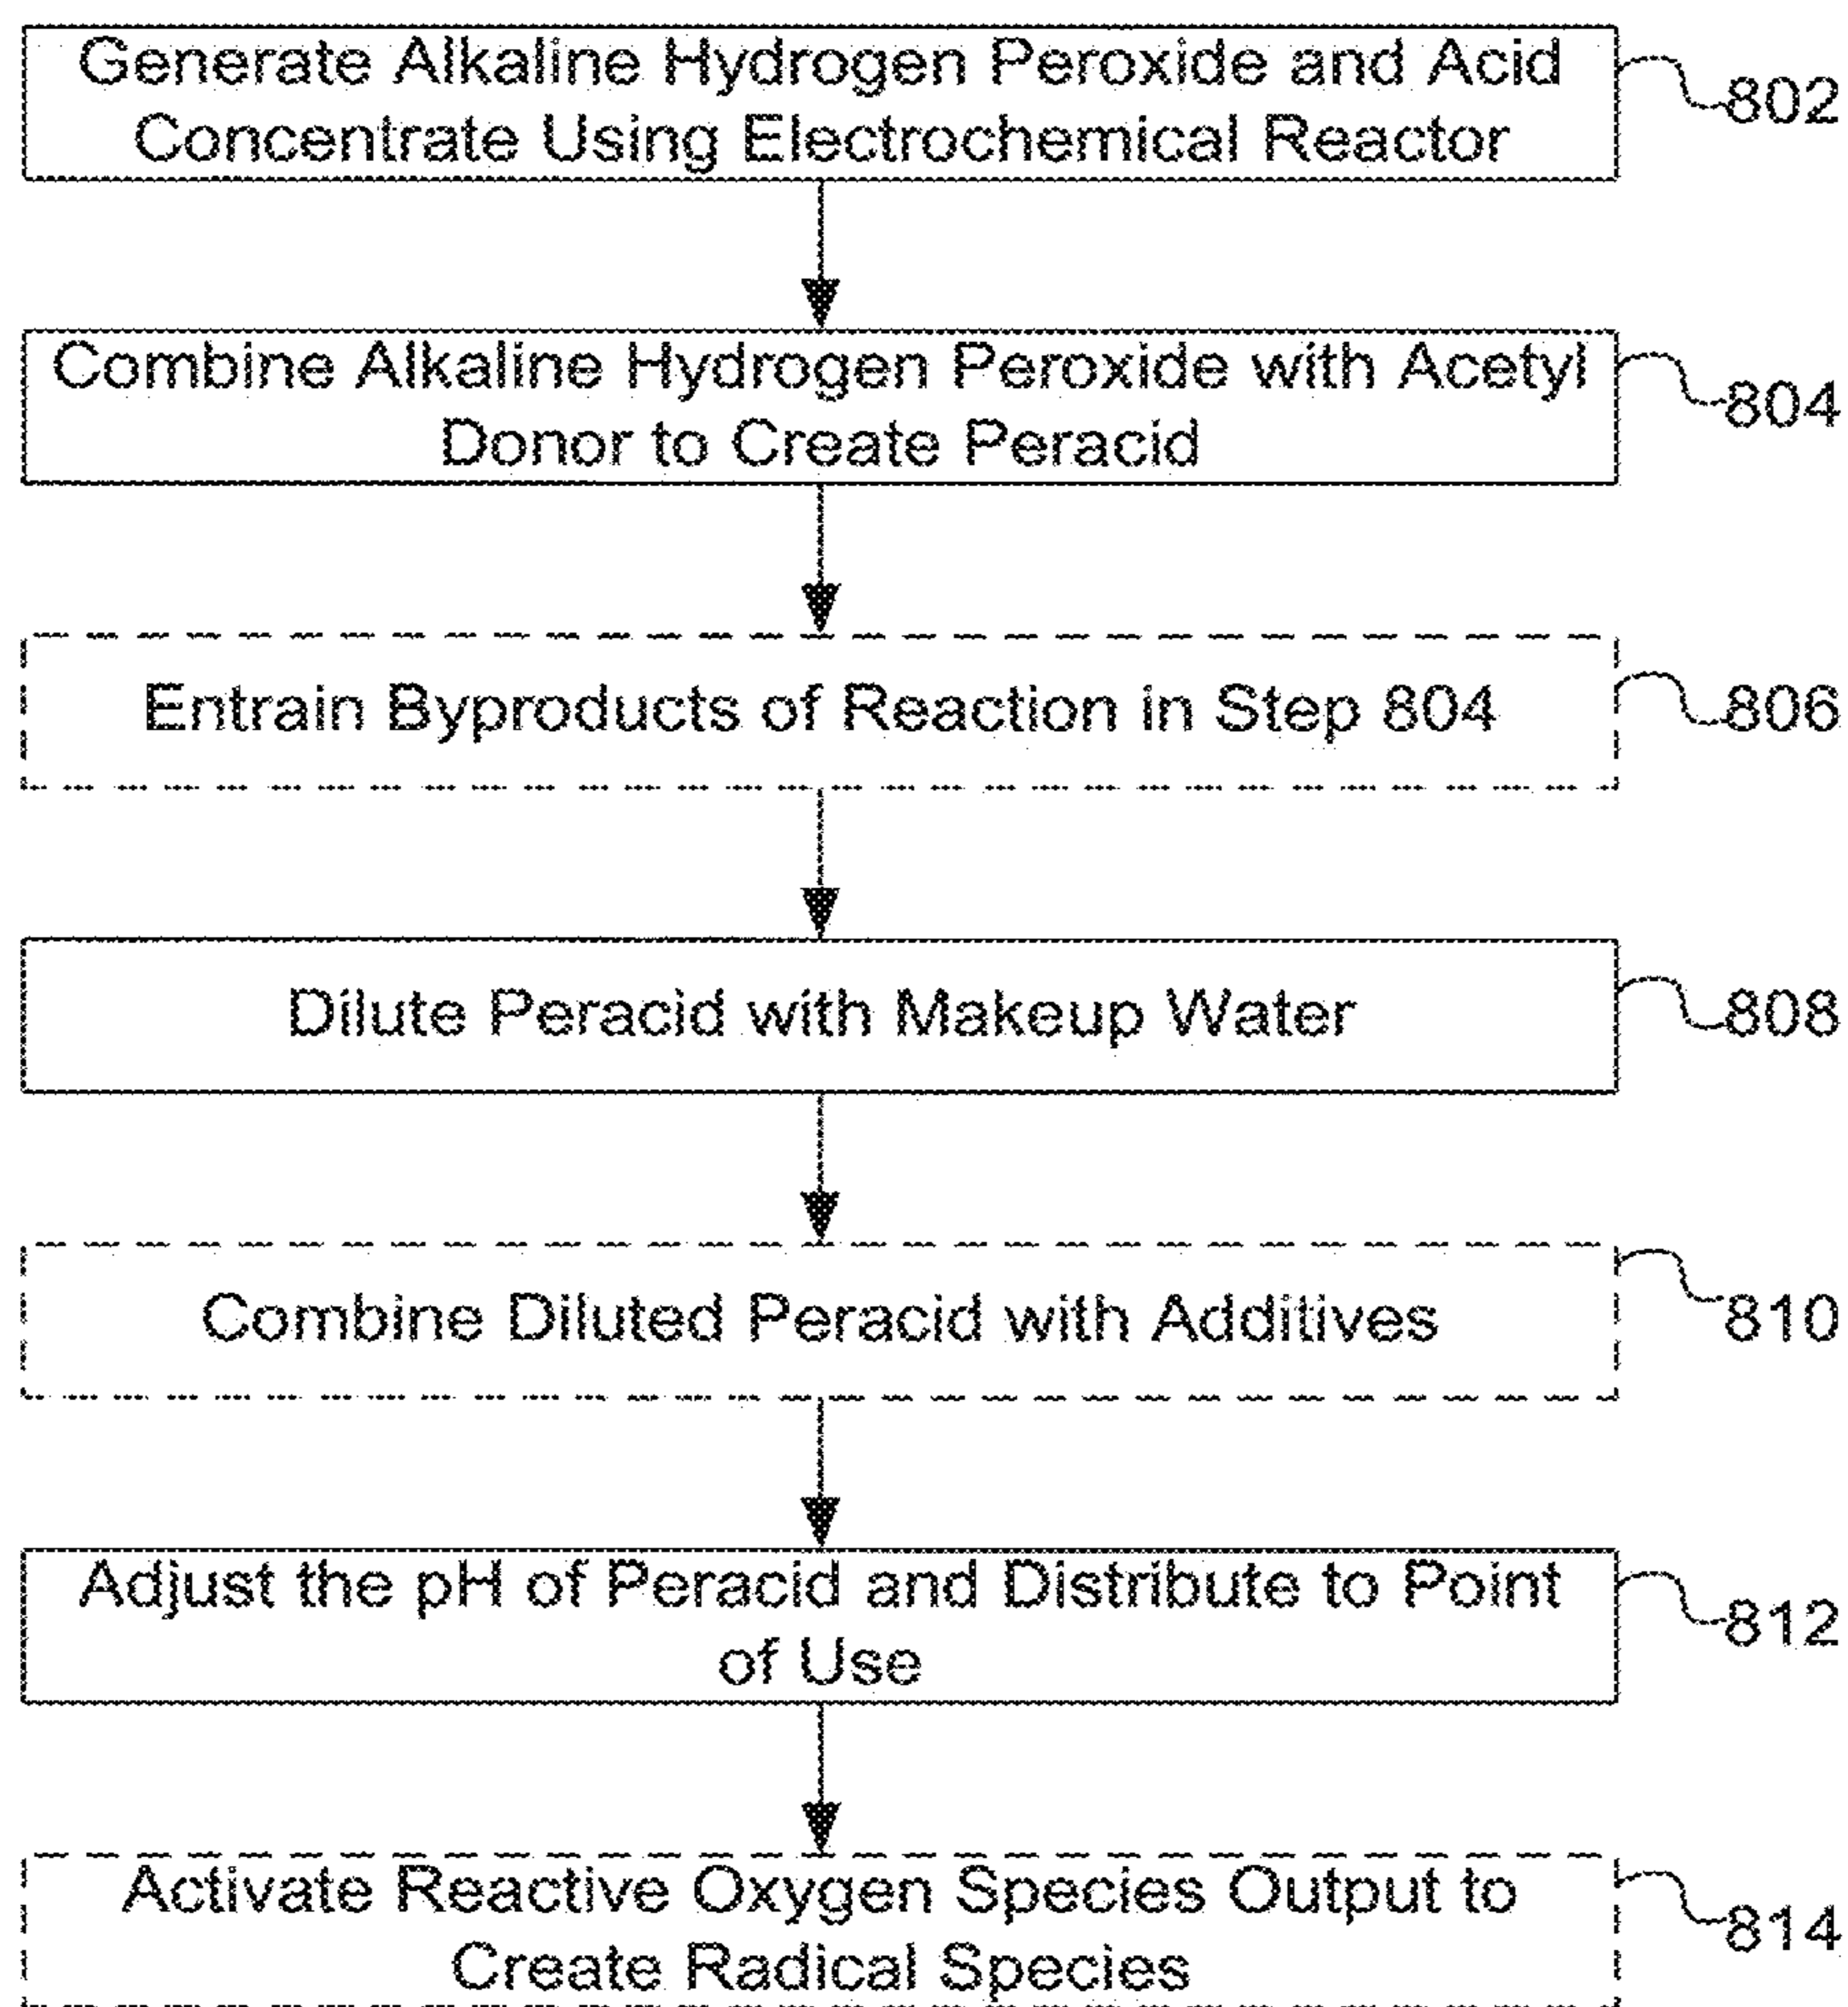 Generate Alkaline Hydrogen Peroxide and Acid
Concentrate Using Electrochemical Reactor
802
Combine Alkaline Hydrogen Peroxide with Acetyl
Donor to Create Peracid
804
Entrain Byproducts of Reaction in Step 804
806
Dilute Peracid with Makeup Water
808
Combine Diluted Peracid with Additives
810
Adjust the pH of Peracid and Distribute to Point
of Use
812
Activate Reactive Oxygen Species Output to
Create Radical Species
814